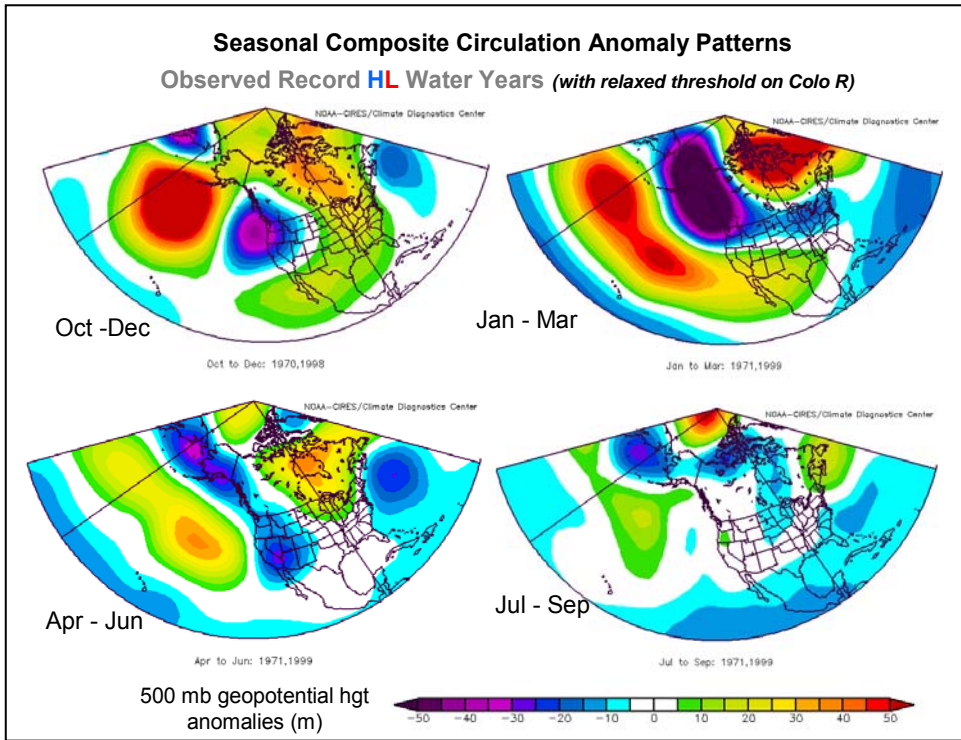 Seasonal Composite Circulation Anomaly Patterns
Observed Record HL Water Years (with relaxed threshold on Colo R)
NOAA-CIRES/Climate Diagnostics Center
Oct -Dec
Oct to Dec: 1970,1998
NOAA-CIRES/Climate Diagnostics Center
Jan - Mar
Jan to Mar: 1971,1999
NOAA-CIRES/Climate Diagnostics Center
Apr - Jun
Apr to Jun: 1971,1999
NOAA-CIRES/Climate Diagnostics Center
Jul - Sep
Jul to Sep: 1971,1999
500 mb geopotential hgt
anomalies (m)
-50 -40 -30 -20 -10 0 10 20 30 40 50